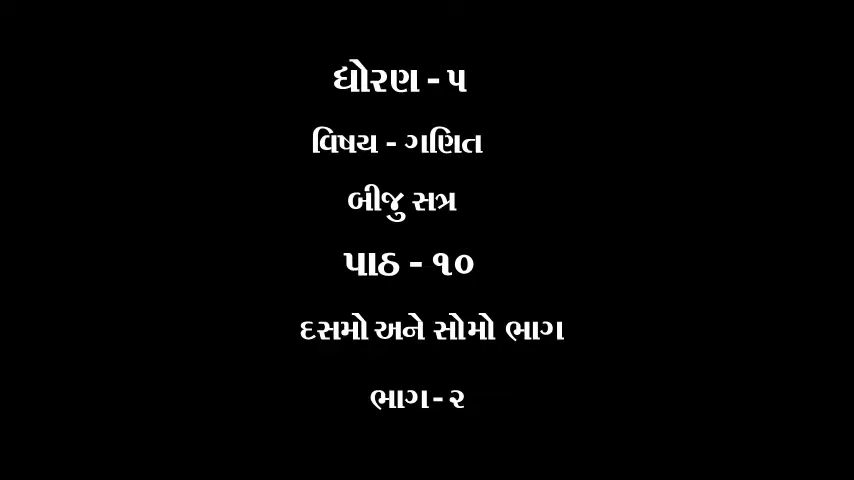 ધોરણ - ૫
વિષય - ગણિત
બીજુ સત્ર
પાઠ - ૧૦
દસમો અને સોમો ભાગ
ભાગ - ૨